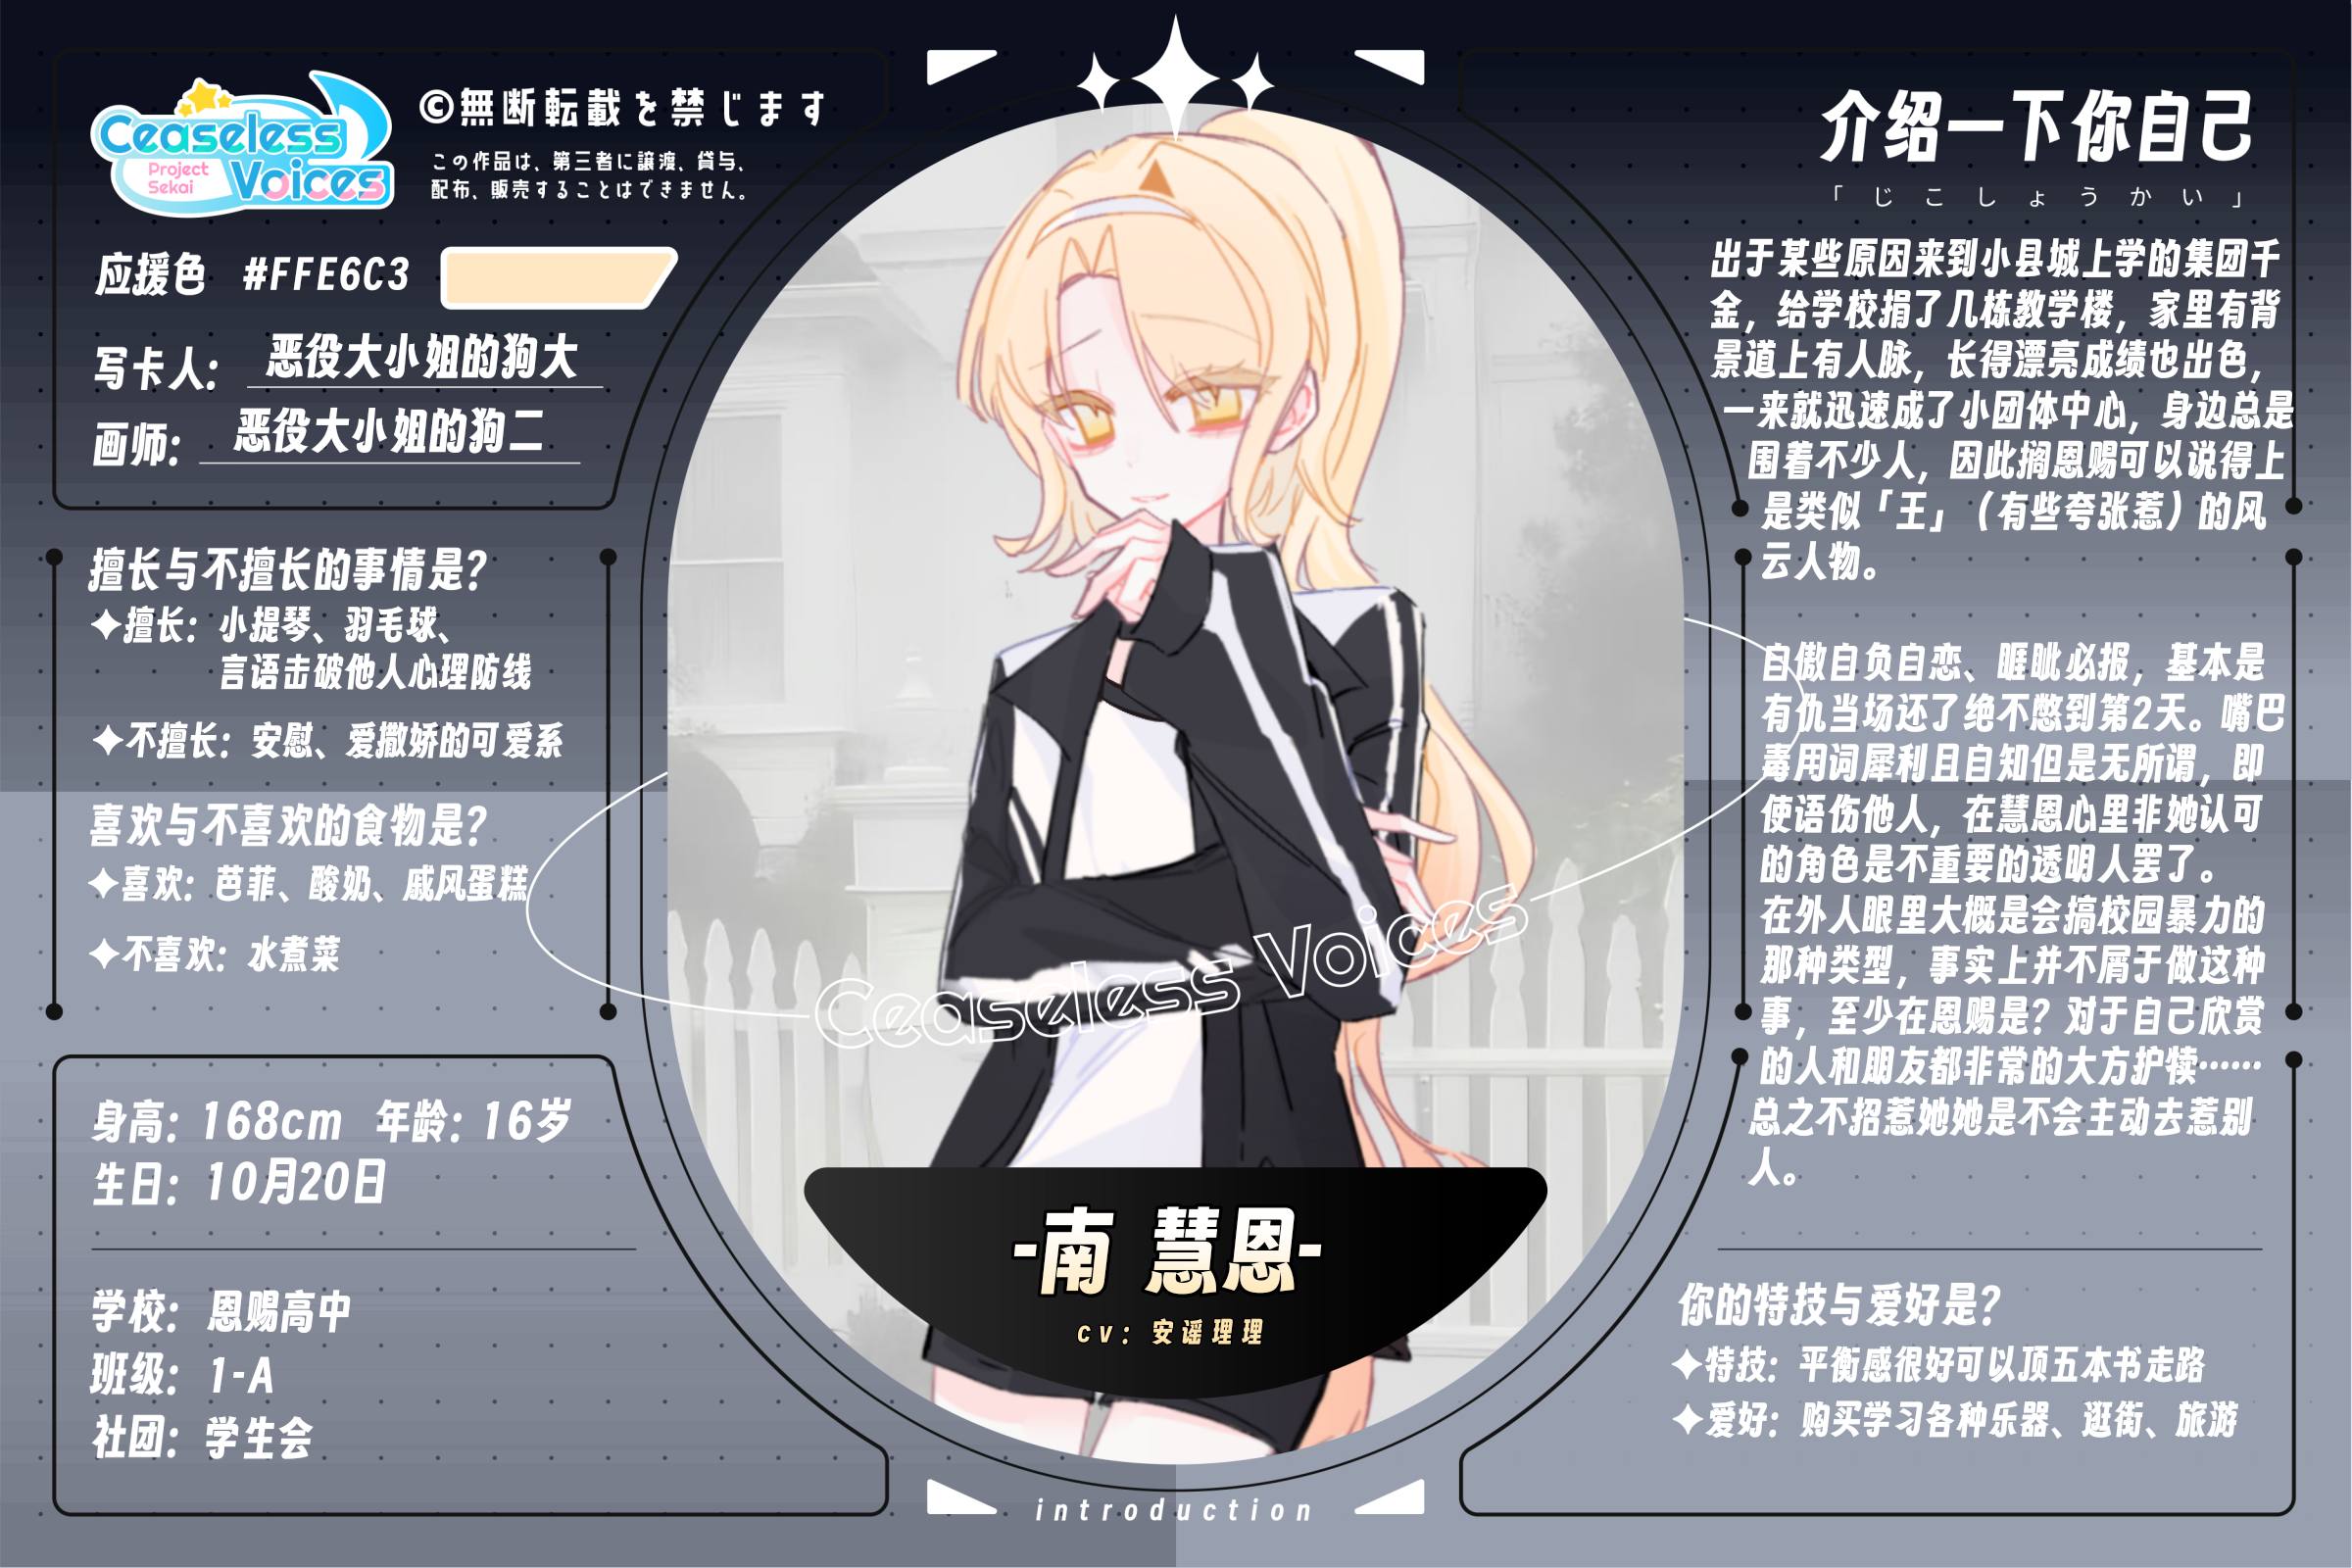 Ceaseless
Project
Sekai
Voices
©無断転載を禁じます
この作品は、第三者に譲渡、貸与、
配布、販売することはできません。
应援色 #FFE6C3
写卡人: 恶役大小姐的狗大
画师: 恶役大小姐的狗二
擅长与不擅长的事情是?
✦擅长: 小提琴、羽毛球、
言语击破他人心理防线
✦不擅长: 安慰、爱撒娇的可爱系
喜欢与不喜欢的食物是?
✦喜欢: 芭菲、酸奶、戚风蛋糕
✦不喜欢: 水煮菜
身高: 168cm 年龄: 16岁
生日: 10月20日
学校: 恩赐高中
班级: 1-A
社团: 学生会
Ceaseless Voices
-南 慧恩-
cv: 安谣理理
introduction
介绍一下你自己
「じこしょうかい」
出于某些原因来到小县城上学的集团千
金，给学校捐了几栋教学楼，家里有背
景道上有人脉，长得漂亮成绩也出色，
一来就迅速成了小团体中心，身边总是
围着不少人，因此搁恩赐可以说得上
是类似「王」（有些夸张惹）的风
云人物。
自傲自负自恋、睚眦必报，基本是
有仇当场还了绝不憋到第2天。嘴巴
毒用词犀利且自知但是无所谓，即
使语伤他人，在慧恩心里非她认可
的角色是不重要的透明人罢了。
在外人眼里大概是会搞校园暴力的
那种类型，事实上并不屑于做这种
事，至少在恩赐是？对于自己欣赏
的人和朋友都非常的大方护犊……
总之不招惹她她是不会主动去惹别
人。
你的特技与爱好是?
✦特技: 平衡感很好可以顶五本书走路
✦爱好: 购买学习各种乐器、逛街、旅游